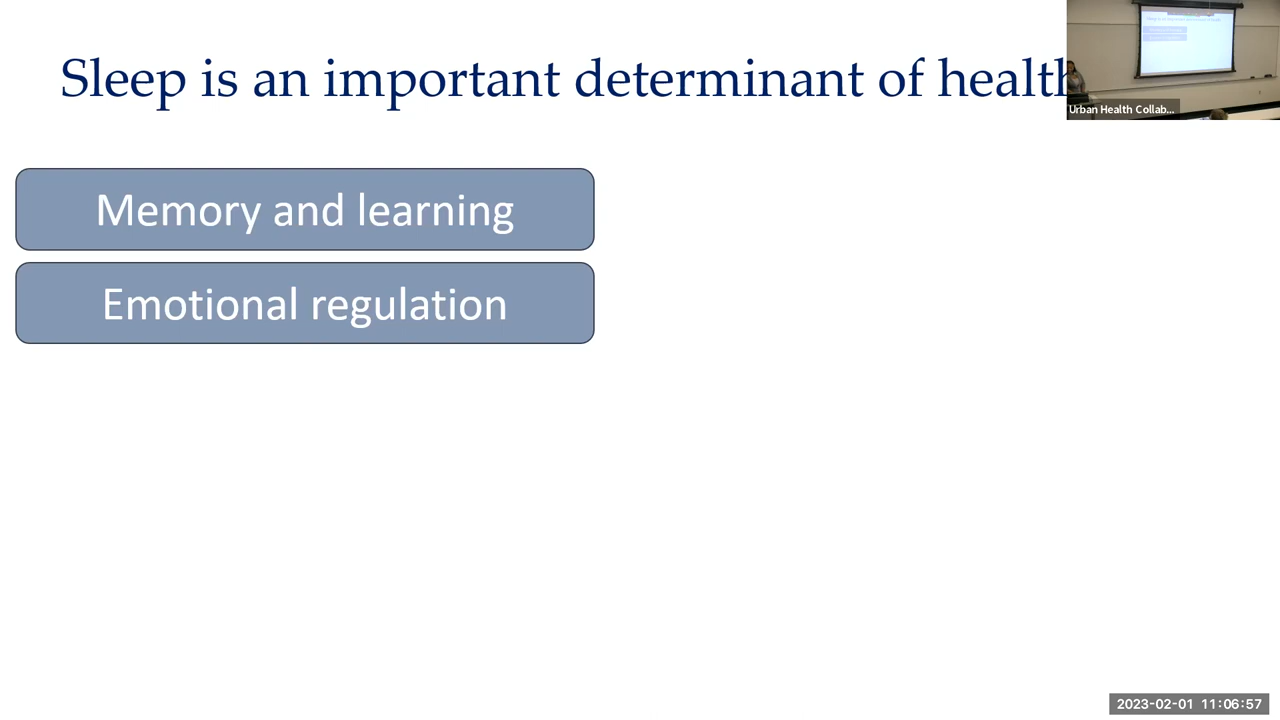 Sleep is an important determinant of health
Urban Health Collab...
Memory and learning
Emotional regulation
2023-02-01 11:06:57